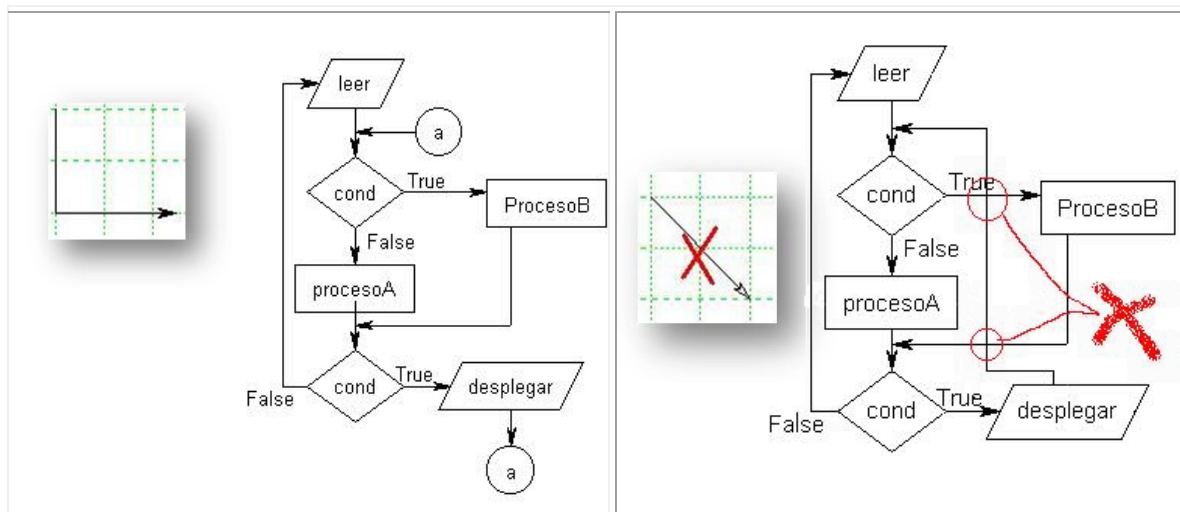 leer
a
cond
True
ProcesoB
False
procesoA
cond
True
desplegar
False
a
leer
cond
True
ProcesoB
False
procesoA
cond
True
desplegar
False